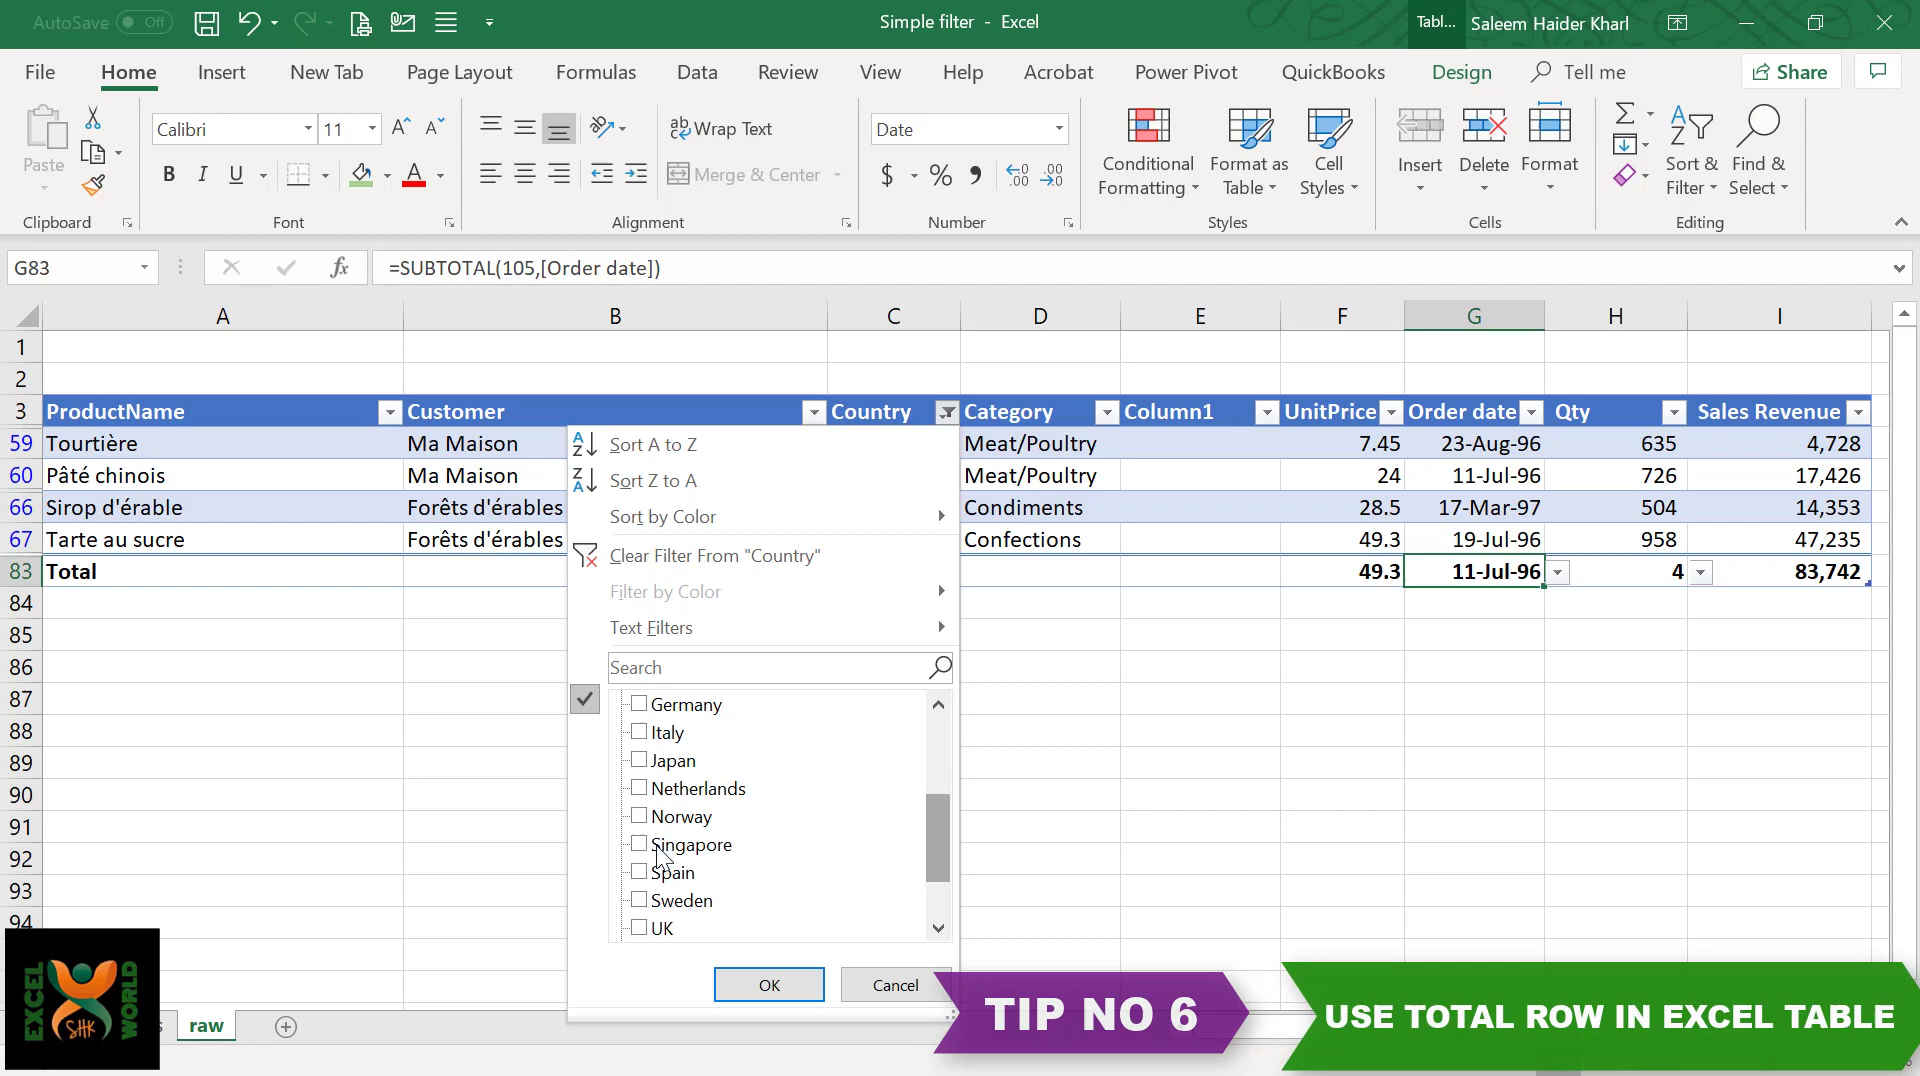 AutoSave Off
Simple filter - Excel
Tabl...
Saleem Haider Kharl
File Home Insert New Tab Page Layout Formulas Data Review View Help Acrobat Power Pivot QuickBooks Design Tell me
Share
Paste
Clipboard
Calibri 11
B I U
Font
Wrap Text
Merge & Center
Alignment
Date
$ % ,
Number
Conditional Formatting
Format as Table
Cell Styles
Styles
Insert
Delete
Format
Cells
Sort & Filter
Find & Select
Editing
G83
fx
=SUBTOTAL(105,[Order date])
A B C D E F G H I
1
2
3 ProductName Customer Country Category Column1 UnitPrice Order date Qty Sales Revenue
59 Tourtière Ma Maison Meat/Poultry 7.45 23-Aug-96 635 4,728
60 Pâté chinois Ma Maison Meat/Poultry 24 11-Jul-96 726 17,426
66 Sirop d'érable Forêts d'érables Condiments 28.5 17-Mar-97 504 14,353
67 Tarte au sucre Forêts d'érables Confections 49.3 19-Jul-96 958 47,235
83 Total 49.3 11-Jul-96 4 83,742
84
85
86
87
88
89
90
91
92
93
94
Sort A to Z
Sort Z to A
Sort by Color
Clear Filter From "Country"
Filter by Color
Text Filters
Search
Germany
Italy
Japan
Netherlands
Norway
Singapore
Spain
Sweden
UK
OK Cancel
EXCEL
SHK
WORLD
raw
TIP NO 6
USE TOTAL ROW IN EXCEL TABLE